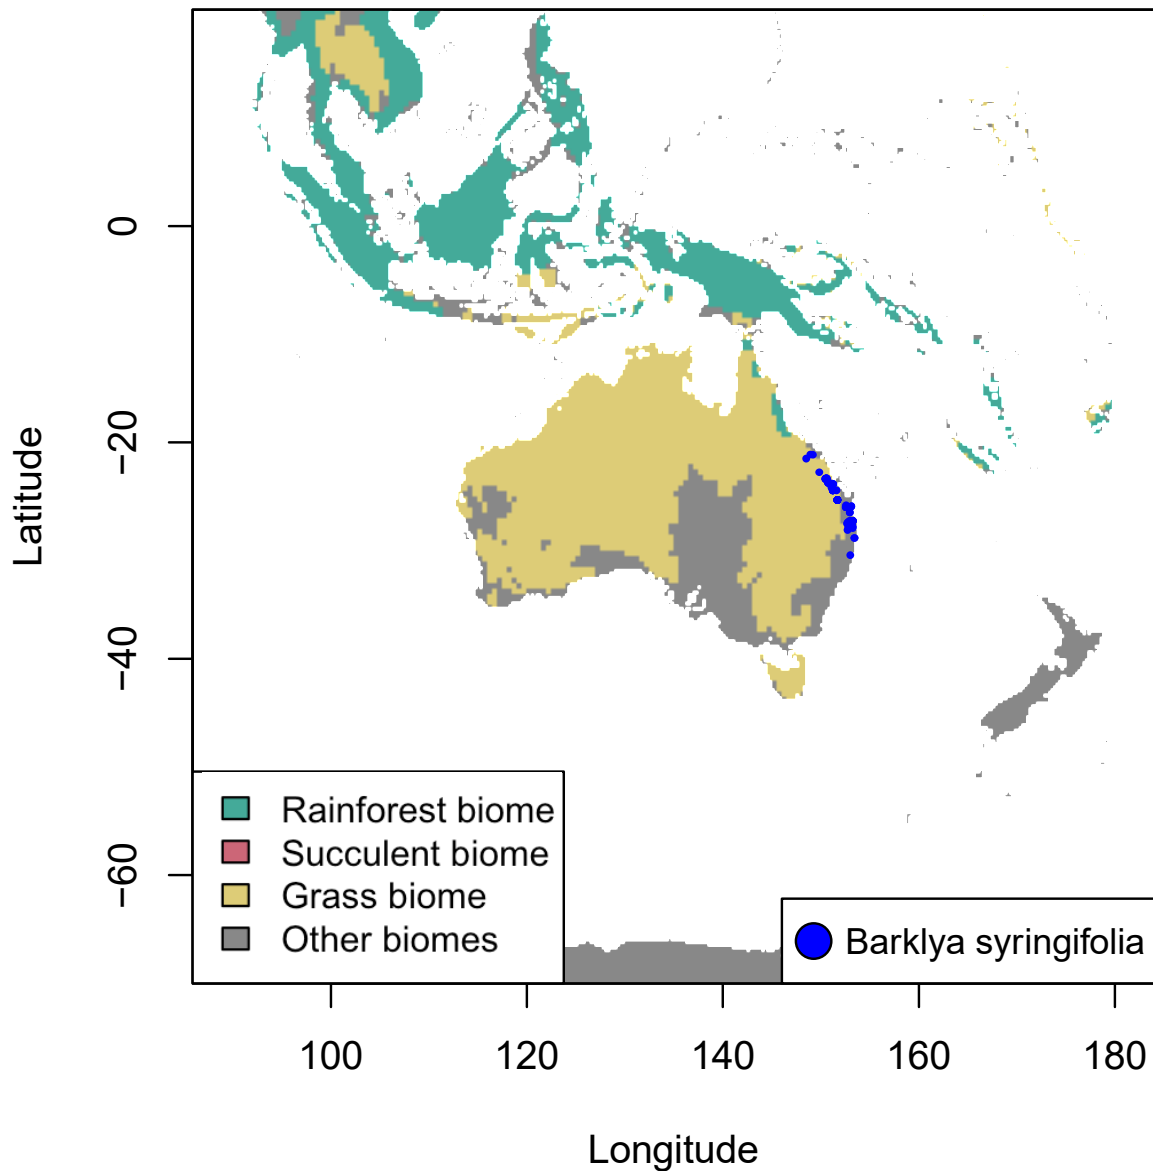 0
−20
−40
−60
Latitude
Rainforest biome
Succulent biome
Grass biome
Other biomes
Barklya syringifolia
100
120
140
160
180
Longitude